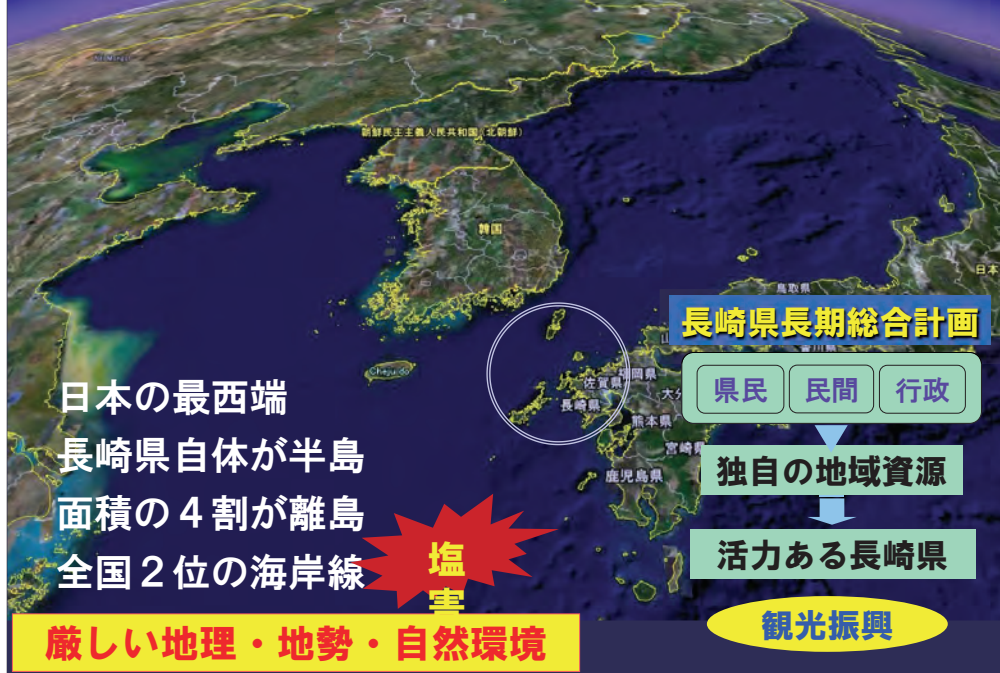 朝鮮民主主義人民共和国(北朝鮮)
韓国
日本
鳥取県
長崎県長期総合計画
Cheju do
福岡県
佐賀県
長崎県
熊本県
宮崎県
鹿児島県
県民 民間 行政
独自の地域資源
活力ある長崎県
観光振興
日本の最西端
長崎県自体が半島
面積の4割が離島
全国2位の海岸線
塩
害
厳しい地理・地勢・自然環境